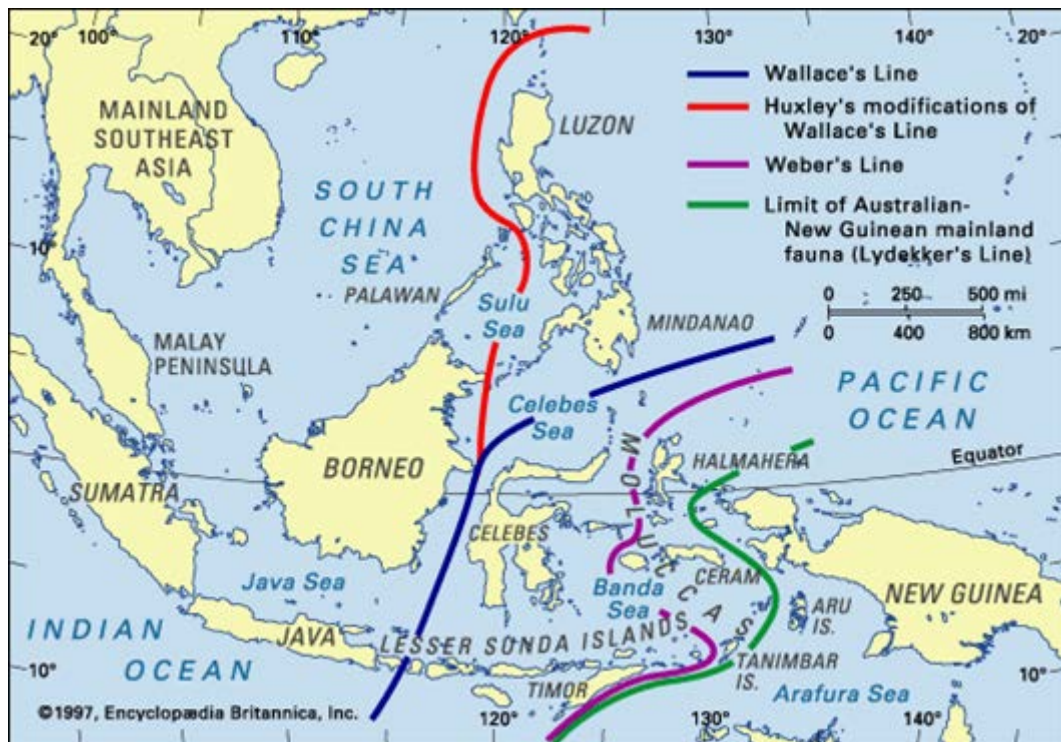 20° 100° 110° 120° 130° 140° 20°
Wallace's Line
Huxley's modifications of
Wallace's Line
Weber's Line
Limit of Australian-
New Guinean mainland
fauna (Lydekker's Line)
0 250 500 mi
0 400 800 km
MAINLAND
SOUTHEAST
ASIA
LUZON
SOUTH
CHINA
SEA
10°
PALAWAN
Sulu
Sea
MINDANAO
MALAY
PENINSULA
PACIFIC
OCEAN
Celebes
Sea
BORNEO
SUMATRA
HALMAHERA
Equator
MOLUCCAS
CELEBES
CERAM
Java Sea
Banda
Sea
NEW GUINEA
ARU
IS.
INDIAN
OCEAN
JAVA
LESSER SONDA ISLANDS
10°
TANIMBAR
IS.
10°
TIMOR
Arafura Sea
©1997, Encyclopædia Britannica, Inc.
120° 130° 140°